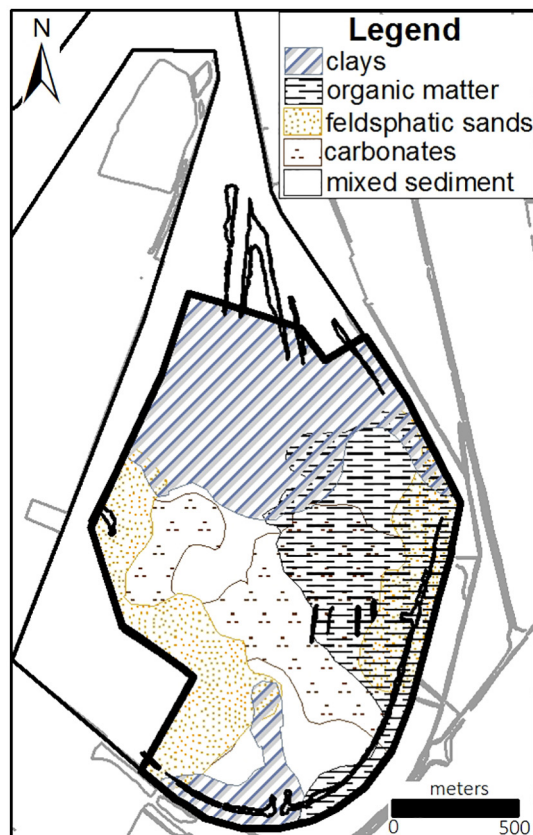 N
Legend
clays
organic matter
feldsphatic sands
carbonates
mixed sediment
meters
0 500